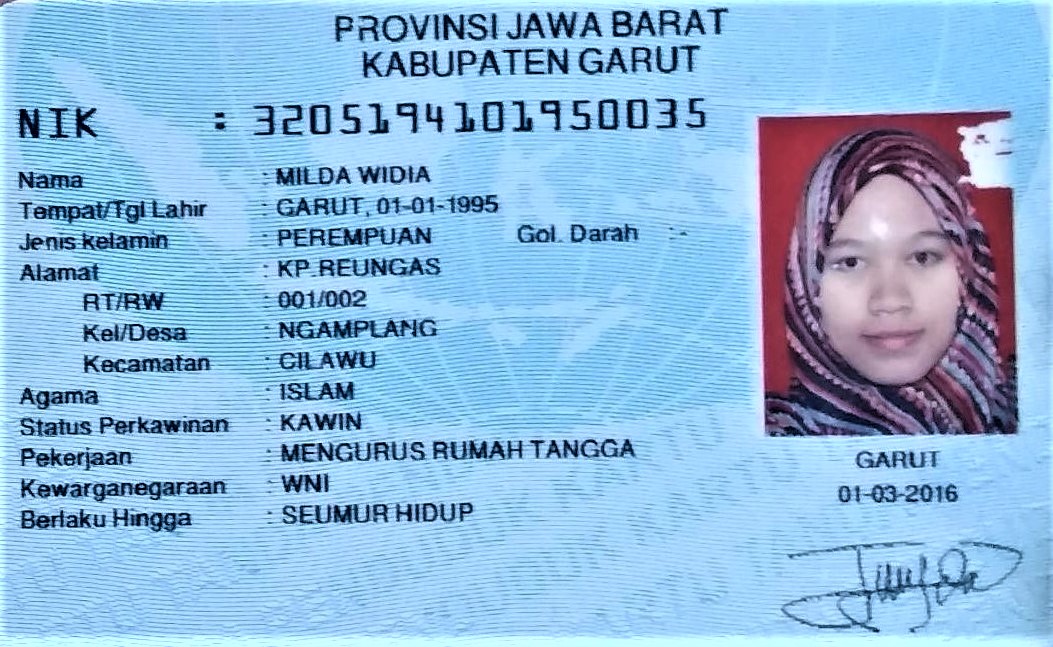 PROVINSI JAWA BARAT
KABUPATEN GARUT
NIK : 3205194101950035
Nama : MILDA WIDIA
Tempat/Tgl Lahir : GARUT, 01-01-1995
Jenis kelamin : PEREMPUAN Gol. Darah :-
Alamat : KP.REUNGAS
RT/RW : 001/002
Kel/Desa : NGAMPLANG
Kecamatan : CILAWU
Agama : ISLAM
Status Perkawinan : KAWIN
Pekerjaan : MENGURUS RUMAH TANGGA
Kewarganegaraan : WNI
Berlaku Hingga : SEUMUR HIDUP
GARUT
01-03-2016